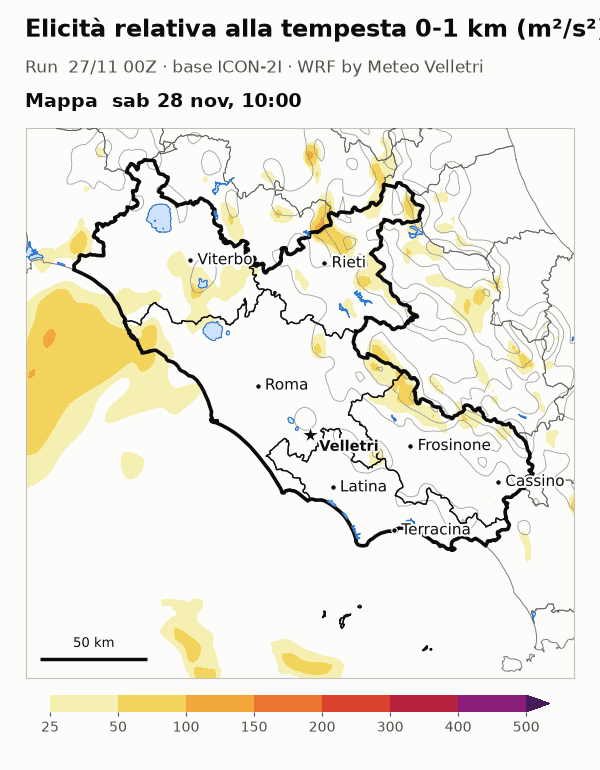 Elicità relativa alla tempesta 0-1 km (m²/s²)
Run  27/11 00Z · base ICON-2I · WRF by Meteo Velletri
Mappa  sab 28 nov, 10:00
Viterbo
Rieti
Roma
Velletri
Frosinone
Latina
Cassino
Terracina
50 km
25 50 100 150 200 300 400 500